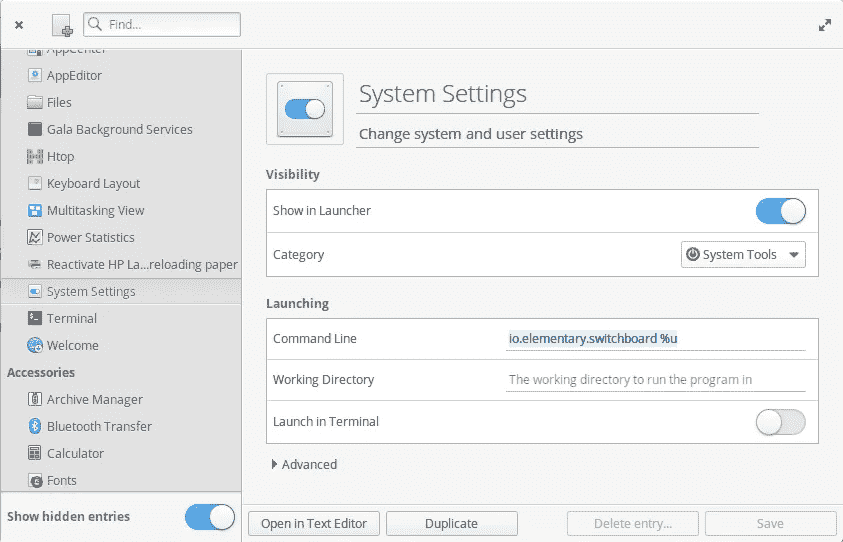 Find...
AppCenter
AppEditor
Files
Gala Background Services
Htop
Keyboard Layout
Multitasking View
Power Statistics
Reactivate HP La...reloading paper
System Settings
Terminal
Welcome
Accessories
Archive Manager
Bluetooth Transfer
Calculator
Fonts
Show hidden entries
System Settings
Change system and user settings
Visibility
Show in Launcher
Category
System Tools
Launching
Command Line
io.elementary.switchboard %u
Working Directory
The working directory to run the program in
Launch in Terminal
Advanced
Open in Text Editor
Duplicate
Delete entry...
Save